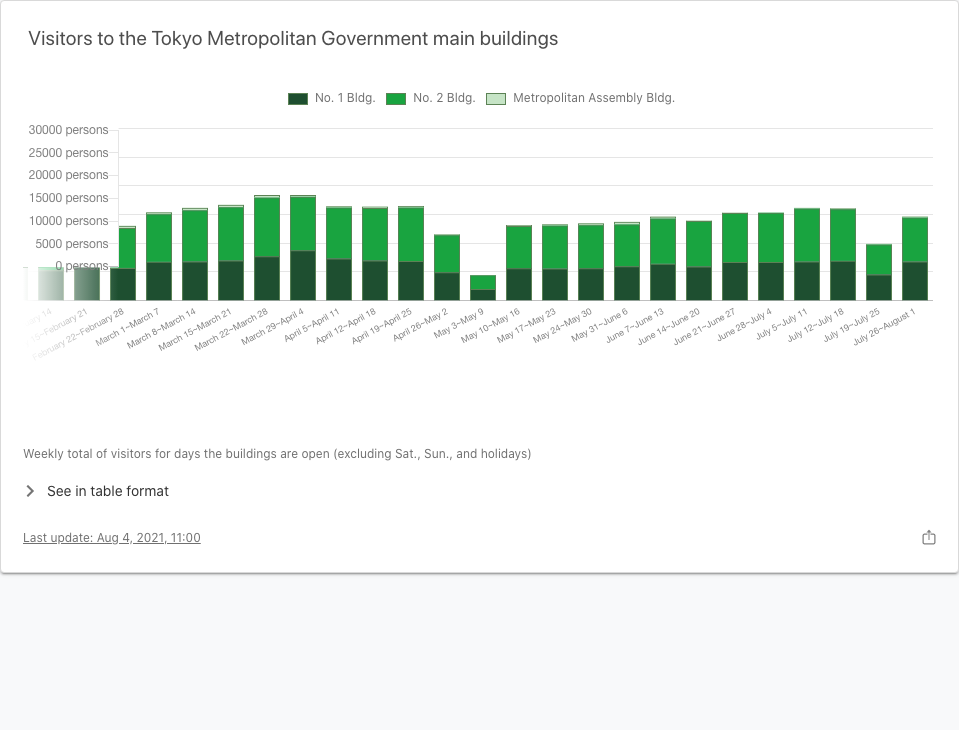 Visitors to the Tokyo Metropolitan Government main buildings
No. 1 Bldg. No. 2 Bldg. Metropolitan Assembly Bldg.
30000 persons
25000 persons
20000 persons
15000 persons
10000 persons
5000 persons
0 persons
14
February 21
February 22~February 28
March 1~March 7
March 8~March 14
March 15~March 21
March 22~March 28
March 29~April 4
April 5~April 11
April 12~April 18
April 19~April 25
April 26~May 2
May 3~May 9
May 10~May 16
May 17~May 23
May 24~May 30
May 31~June 6
June 7~June 13
June 14~June 20
June 21~June 27
June 28~July 4
July 5~July 11
July 12~July 18
July 19~July 25
July 26~August 1
Weekly total of visitors for days the buildings are open (excluding Sat., Sun., and holidays)
See in table format
Last update: Aug 4, 2021, 11:00